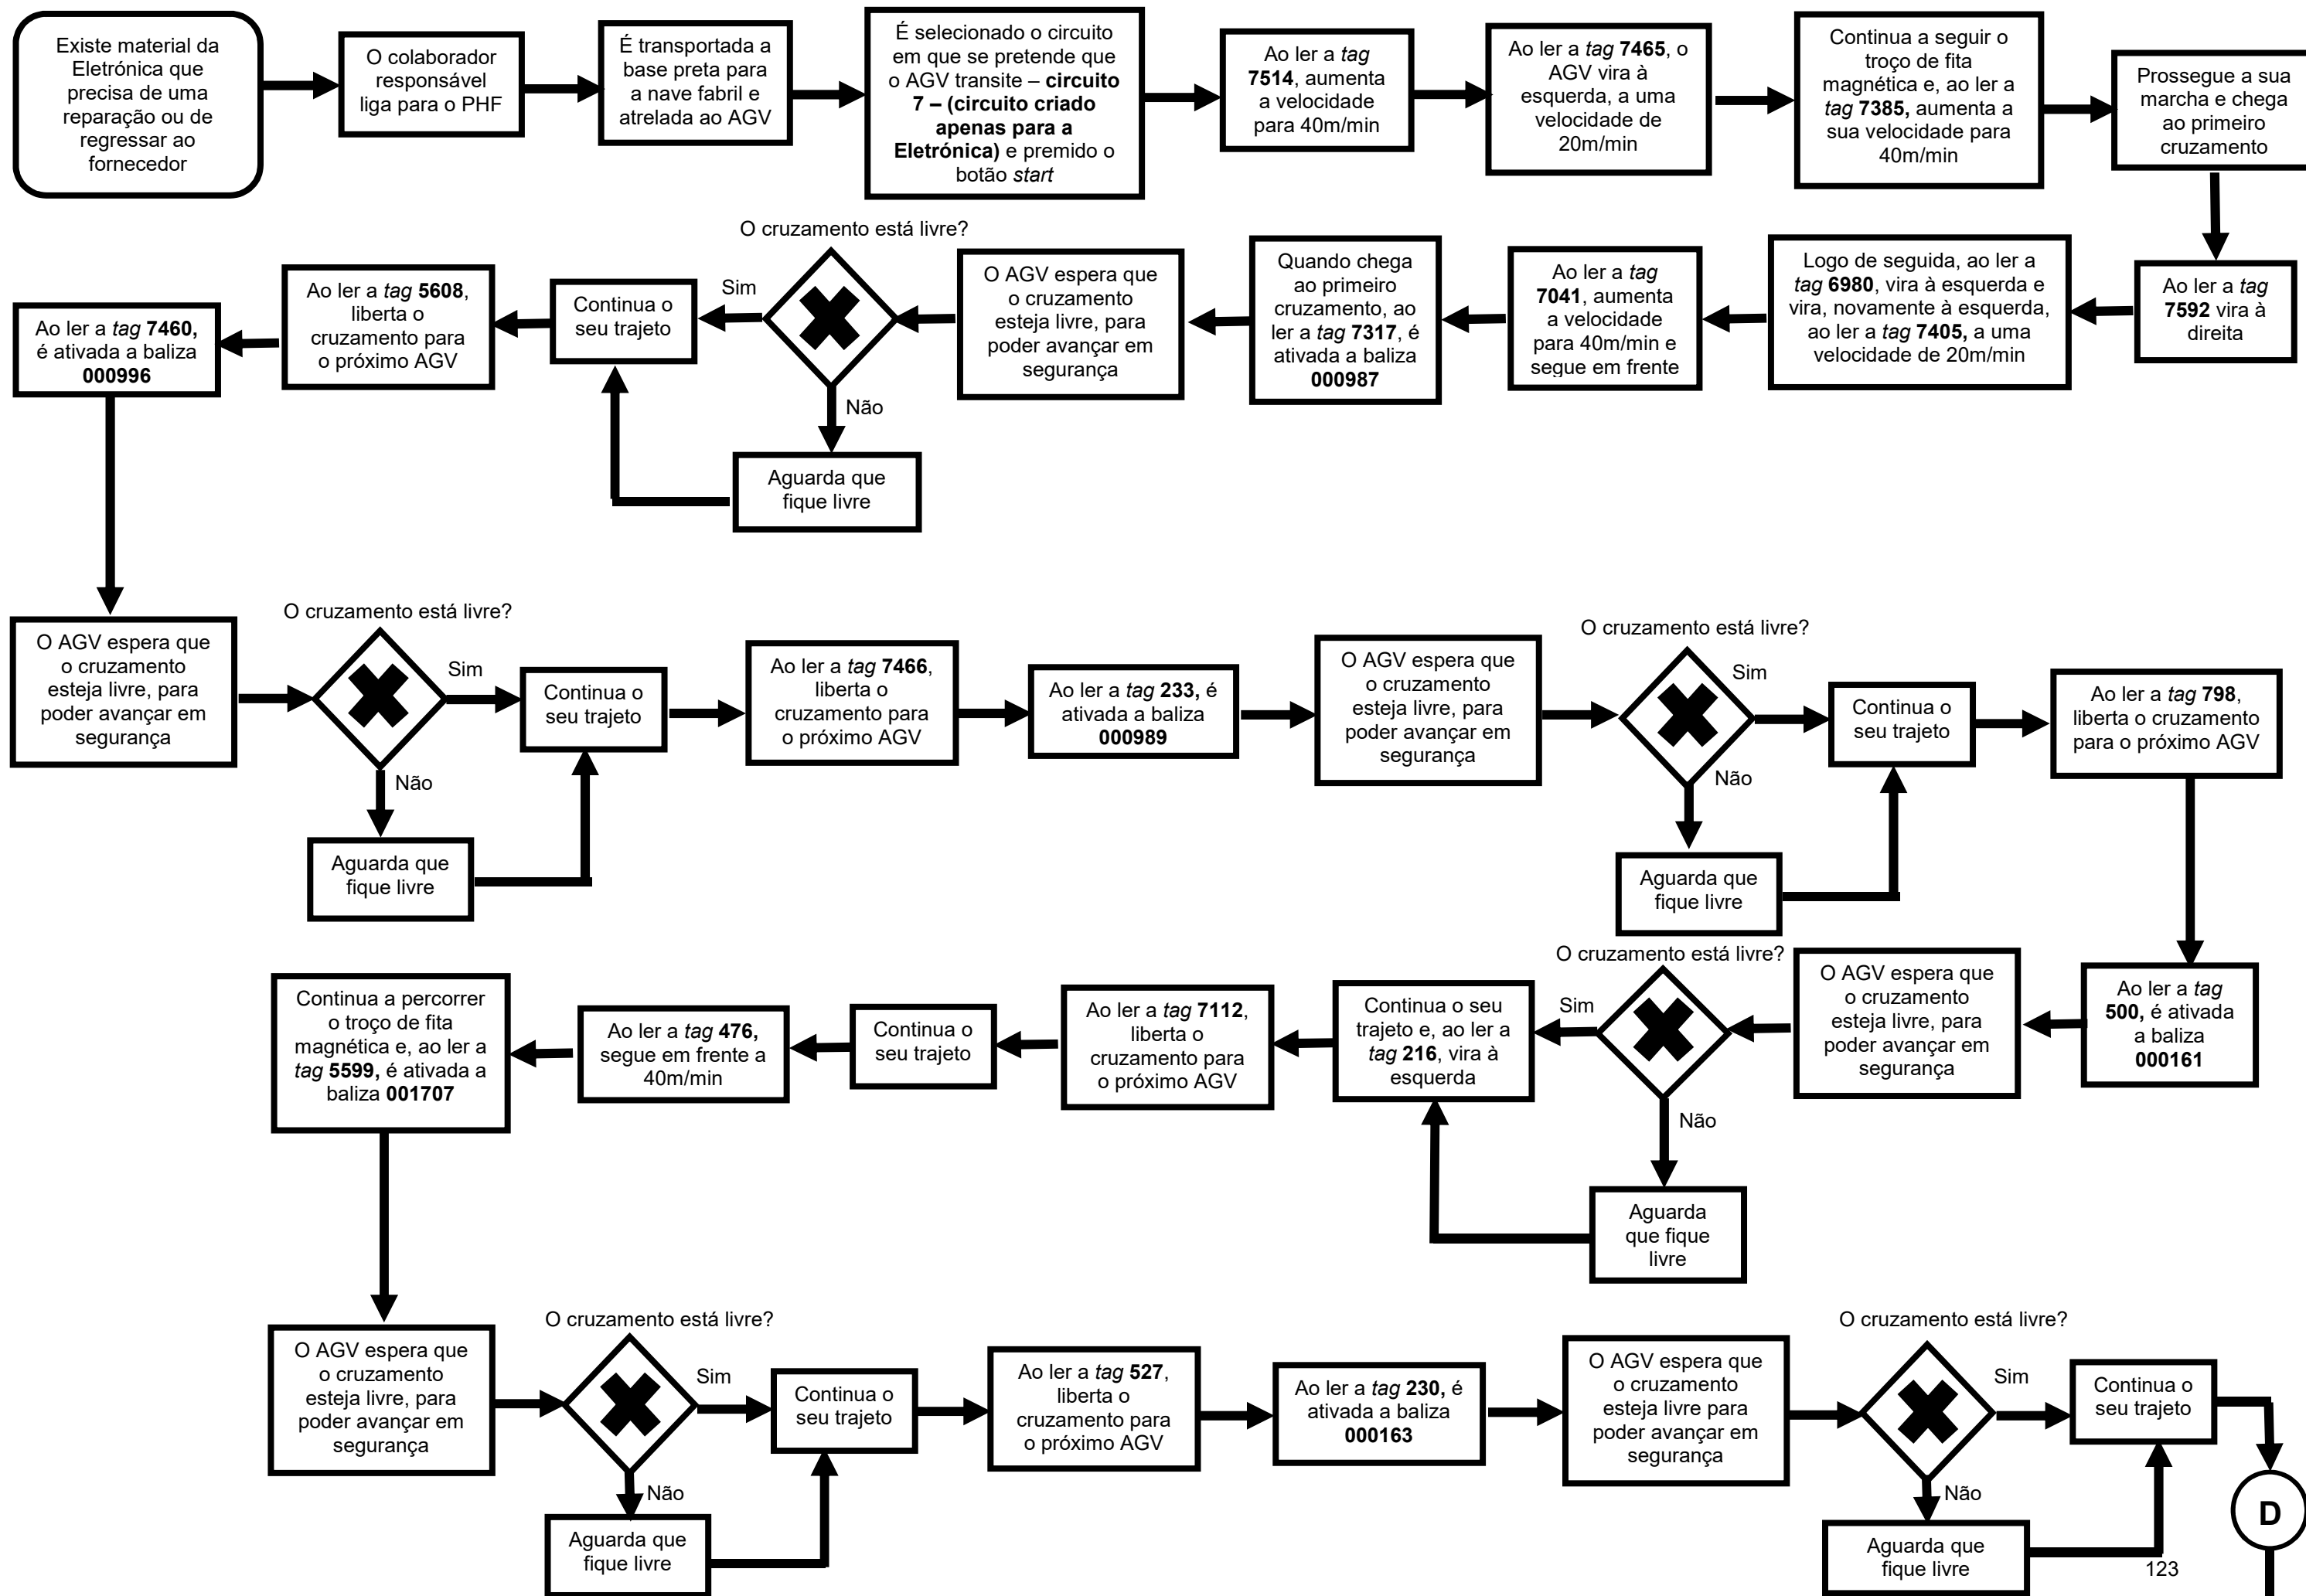 Existe material da
Eletrónica que
precisa de uma
reparação ou de
regressar ao
fornecedor
O colaborador
responsável
liga para o PHF
É transportada a
base preta para
a nave fabril e
atrelada ao AGV
É selecionado o circuito
em que se pretende que
o AGV transite – circuito
7 – (circuito criado
apenas para a
Eletrónica) e premido o
botão start
Ao ler a tag
7514, aumenta
a velocidade
para 40m/min
Ao ler a tag 7465, o
AGV vira à
esquerda, a uma
velocidade de
20m/min
Continua a seguir o
troço de fita
magnética e, ao ler a
tag 7385, aumenta a
sua velocidade para
40m/min
Prossegue a sua
marcha e chega
ao primeiro
cruzamento
Ao ler a tag
7592 vira à
direita
Logo de seguida, ao ler a
tag 6980, vira à esquerda e
vira, novamente à esquerda,
ao ler a tag 7405, a uma
velocidade de 20m/min
Ao ler a tag
7041, aumenta
a velocidade
para 40m/min e
segue em frente
Quando chega
ao primeiro
cruzamento, ao
ler a tag 7317, é
ativada a baliza
000987
O AGV espera que
o cruzamento
esteja livre, para
poder avançar em
segurança
O cruzamento está livre?
Sim
Não
Aguarda que
fique livre
Continua o
seu trajeto
Ao ler a tag 5608,
liberta o
cruzamento para
o próximo AGV
Ao ler a tag 7460,
é ativada a baliza
000996
O AGV espera que
o cruzamento
esteja livre, para
poder avançar em
segurança
O cruzamento está livre?
Sim
Não
Aguarda que
fique livre
Continua o
seu trajeto
Ao ler a tag 7466,
liberta o
cruzamento para
o próximo AGV
Ao ler a tag 233, é
ativada a baliza
000989
O AGV espera que
o cruzamento
esteja livre, para
poder avançar em
segurança
O cruzamento está livre?
Sim
Não
Aguarda que
fique livre
Continua o
seu trajeto
Ao ler a tag 798,
liberta o cruzamento
para o próximo AGV
Ao ler a tag
500, é ativada
a baliza
000161
O AGV espera que
o cruzamento
esteja livre, para
poder avançar em
segurança
O cruzamento está livre?
Sim
Não
Aguarda
que fique
livre
Continua o seu
trajeto e, ao ler a
tag 216, vira à
esquerda
Ao ler a tag 7112,
liberta o
cruzamento para
o próximo AGV
Continua o
seu trajeto
Ao ler a tag 476,
segue em frente a
40m/min
Continua a percorrer
o troço de fita
magnética e, ao ler a
tag 5599, é ativada a
baliza 001707
O AGV espera que
o cruzamento
esteja livre, para
poder avançar em
segurança
O cruzamento está livre?
Sim
Não
Aguarda que
fique livre
Continua o
seu trajeto
Ao ler a tag 527,
liberta o
cruzamento para
o próximo AGV
Ao ler a tag 230, é
ativada a baliza
000163
O AGV espera que
o cruzamento
esteja livre para
poder avançar em
segurança
O cruzamento está livre?
Sim
Não
Aguarda que
fique livre
Continua o
seu trajeto
D
123